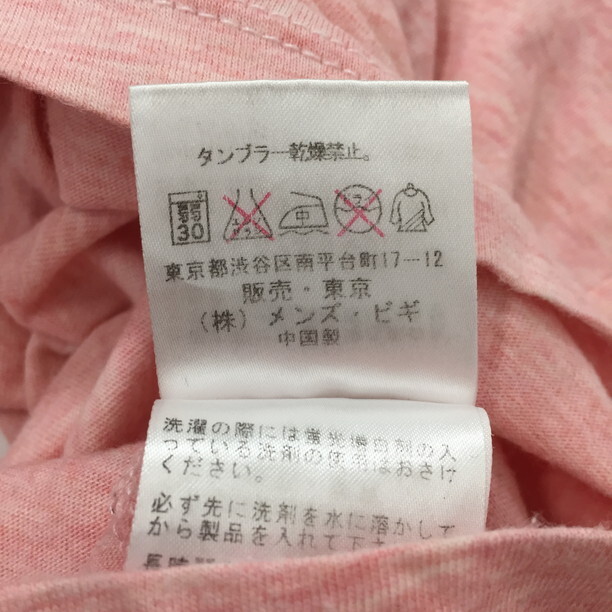 タンブラー乾燥禁止。
30 中
東京都渋谷区南平台町17-12
販売・東京
(株) メンズ・ビギ
中国製
洗濯の際には蛍光増白剤の入
っている洗剤の使用はおさけ
ください。
必ず先に洗剤を水に溶かして
から製品を入れて下さ
長時間